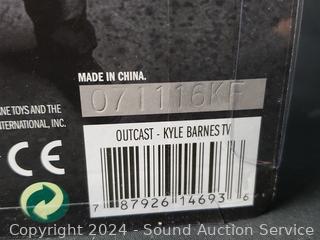 MADE IN CHINA.
071116KF
NE TOYS AND THE
INTERNATIONAL, INC.
OUTCAST - KYLE BARNES TV
CE
7 87926 14693 6
Copyright 2024 - Sound Auction Service